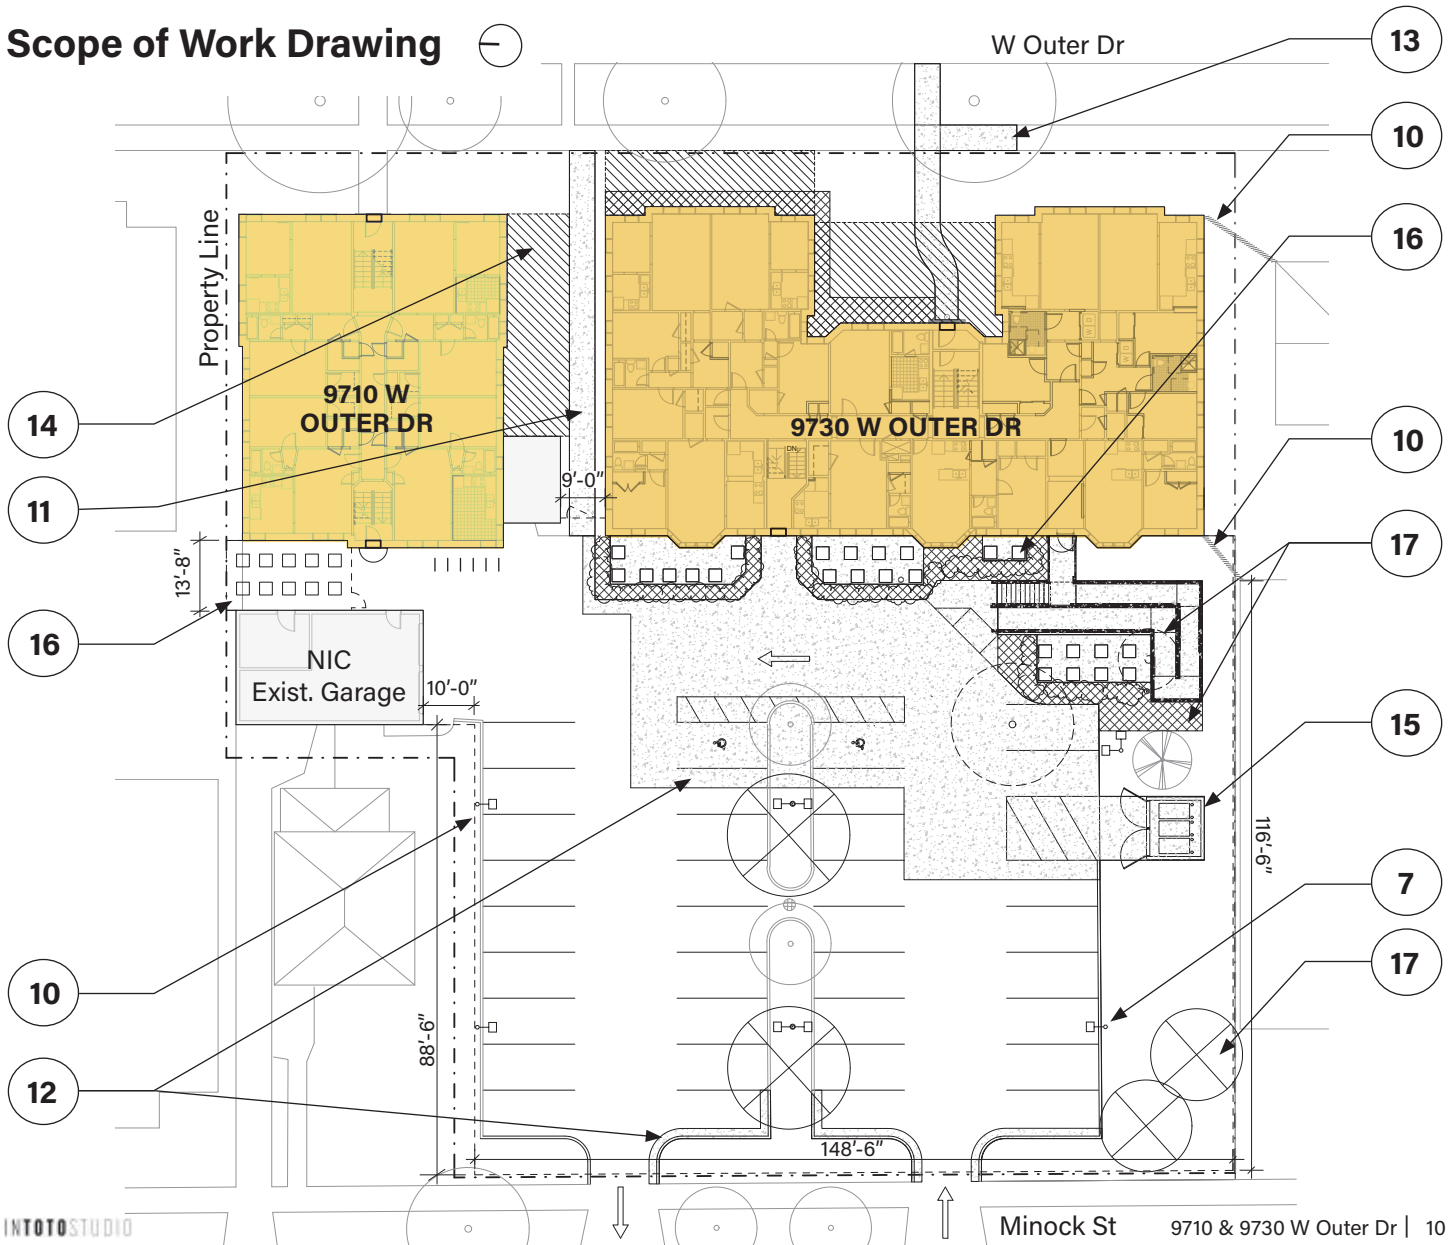 Scope of Work Drawing
W Outer Dr
13
10
16
Property Line
9710 W
OUTER DR
9730 W OUTER DR
DN
14
10
11
9'-0"
17
13'-8"
16
NIC
Exist. Garage
10'-0"
15
116'-6"
7
17
10
88'-6"
12
148'-6"
INTOTOSTUDIO
Minock St
9710 & 9730 W Outer Dr | 10